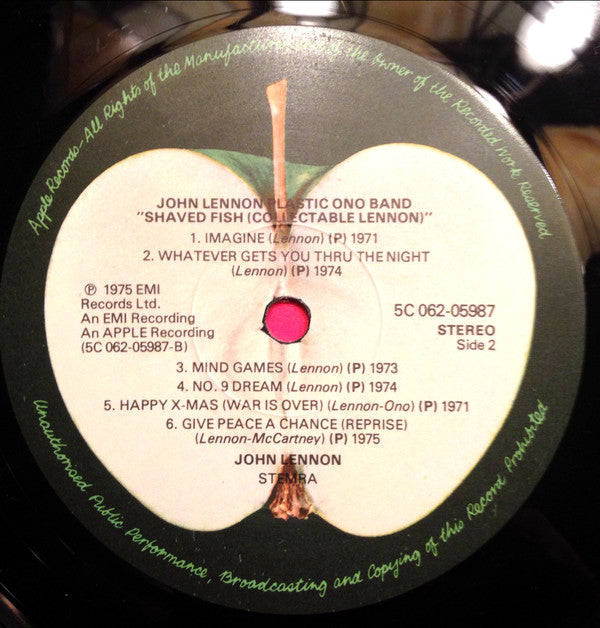 Apple Records-All Rights of the Manufacturer and of the Owner of the Recorded Work Reserved
JOHN LENNON PLASTIC ONO BAND
"SHAVED FISH (COLLECTABLE LENNON)"
1. IMAGINE (Lennon) (P) 1971
2. WHATEVER GETS YOU THRU THE NIGHT
(Lennon) (P) 1974
℗ 1975 EMI
Records Ltd.
An EMI Recording
An APPLE Recording
(5C 062-05987-B)
5C 062-05987
STEREO
Side 2
3. MIND GAMES (Lennon) (P) 1973
4. NO. 9 DREAM (Lennon) (P) 1974
5. HAPPY X-MAS (WAR IS OVER) (Lennon-Ono) (P) 1971
6. GIVE PEACE A CHANCE (REPRISE)
(Lennon-McCartney) (P) 1975
JOHN LENNON
STEMRA
Unauthorised Public Performance, Broadcasting and Copying of this Record Prohibited